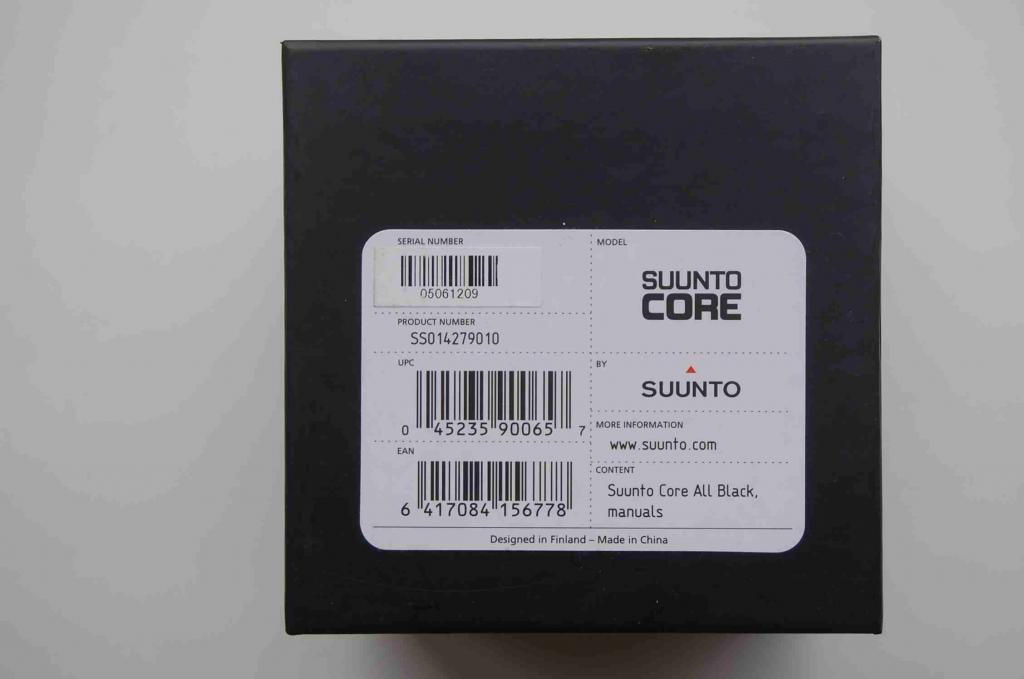 SERIAL NUMBER
05061209
PRODUCT NUMBER
SS014279010
UPC
0 45235 90065 7
EAN
6 417084 156778
MODEL
SUUNTO
CORE
BY
SUUNTO
MORE INFORMATION
www.suunto.com
CONTENT
Suunto Core All Black,
manuals
Designed in Finland – Made in China